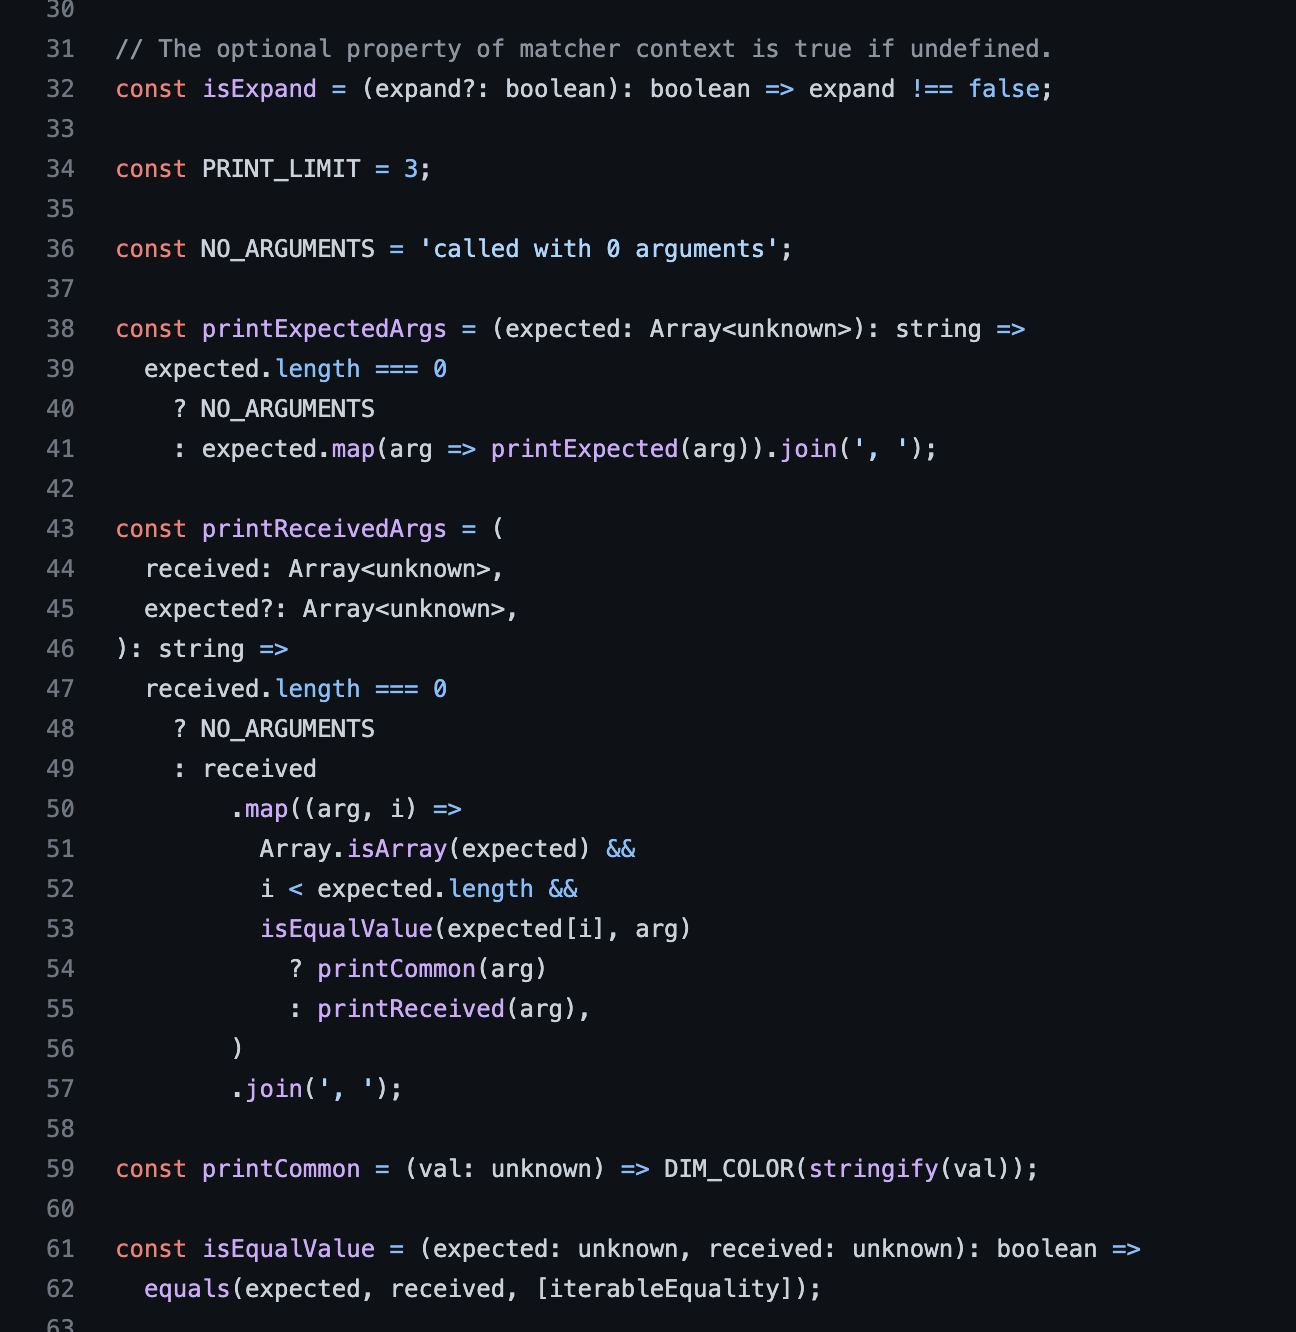 30
31 // The optional property of matcher context is true if undefined.
32 const isExpand = (expand?: boolean): boolean => expand !== false;
33
34 const PRINT_LIMIT = 3;
35
36 const NO_ARGUMENTS = 'called with 0 arguments';
37
38 const printExpectedArgs = (expected: Array<unknown>): string =>
39   expected.length === 0
40     ? NO_ARGUMENTS
41     : expected.map(arg => printExpected(arg)).join(', ');
42
43 const printReceivedArgs = (
44   received: Array<unknown>,
45   expected?: Array<unknown>,
46 ): string =>
47   received.length === 0
48     ? NO_ARGUMENTS
49     : received
50         .map((arg, i) =>
51           Array.isArray(expected) &&
52           i < expected.length &&
53           isEqualValue(expected[i], arg)
54             ? printCommon(arg)
55             : printReceived(arg),
56         )
57         .join(', ');
58
59 const printCommon = (val: unknown) => DIM_COLOR(stringify(val));
60
61 const isEqualValue = (expected: unknown, received: unknown): boolean =>
62   equals(expected, received, [iterableEquality]);
63